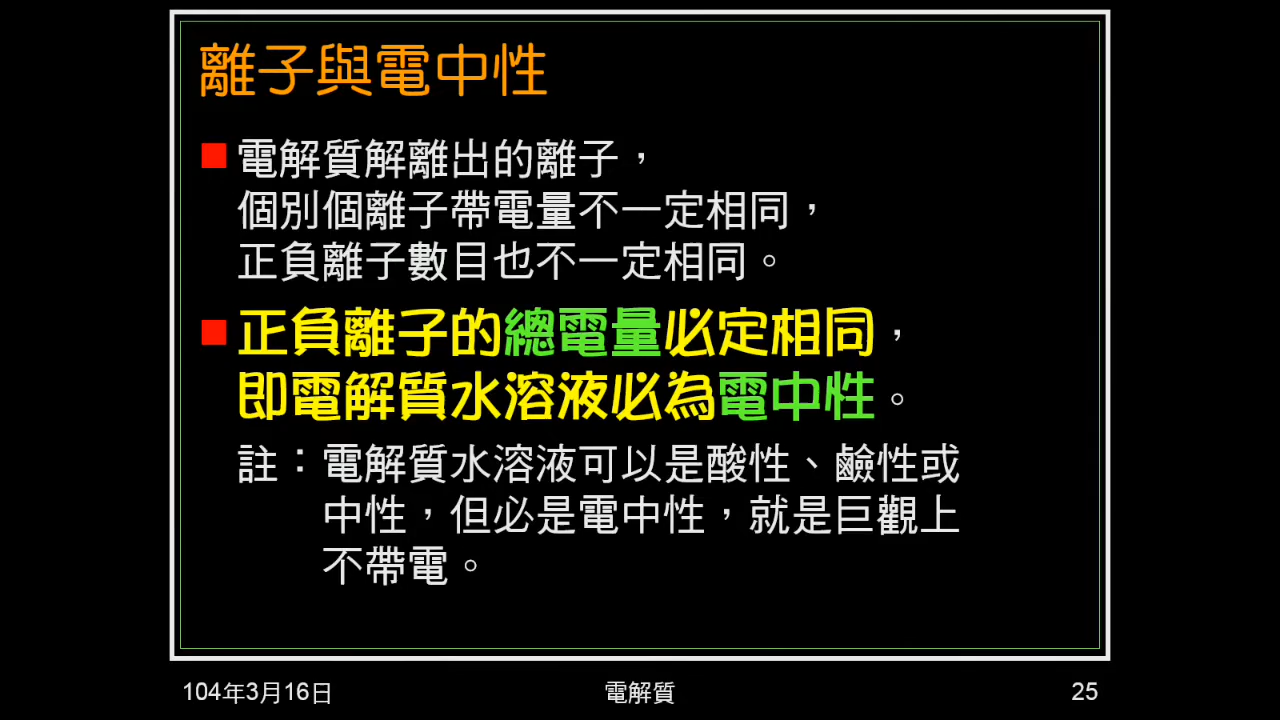 離子與電中性
電解質解離出的離子，
個別個離子帶電量不一定相同，
正負離子數目也不一定相同。
正負離子的總電量必定相同，
即電解質水溶液必為電中性。
註：電解質水溶液可以是酸性、鹼性或
中性，但必是電中性，就是巨觀上
不帶電。
104年3月16日
電解質
25